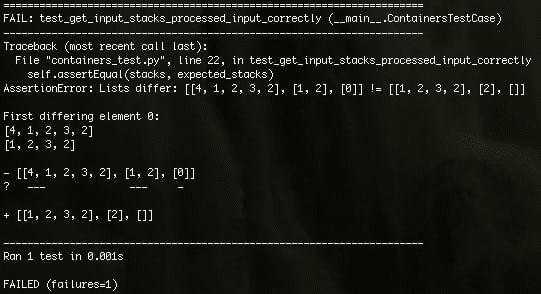 ======================================================================
FAIL: test_get_input_stacks_processed_input_correctly (__main__.ContainersTestCase)
----------------------------------------------------------------------
Traceback (most recent call last):
  File "containers_test.py", line 22, in test_get_input_stacks_processed_input_correctly
    self.assertEqual(stacks, expected_stacks)
AssertionError: Lists differ: [[4, 1, 2, 3, 2], [1, 2], [0]] != [[1, 2, 3, 2], [2], []]

First differing element 0:
[4, 1, 2, 3, 2]
[1, 2, 3, 2]

- [[4, 1, 2, 3, 2], [1, 2], [0]]
?   ---              ---     -

+ [[1, 2, 3, 2], [2], []]

----------------------------------------------------------------------
Ran 1 test in 0.001s

FAILED (failures=1)